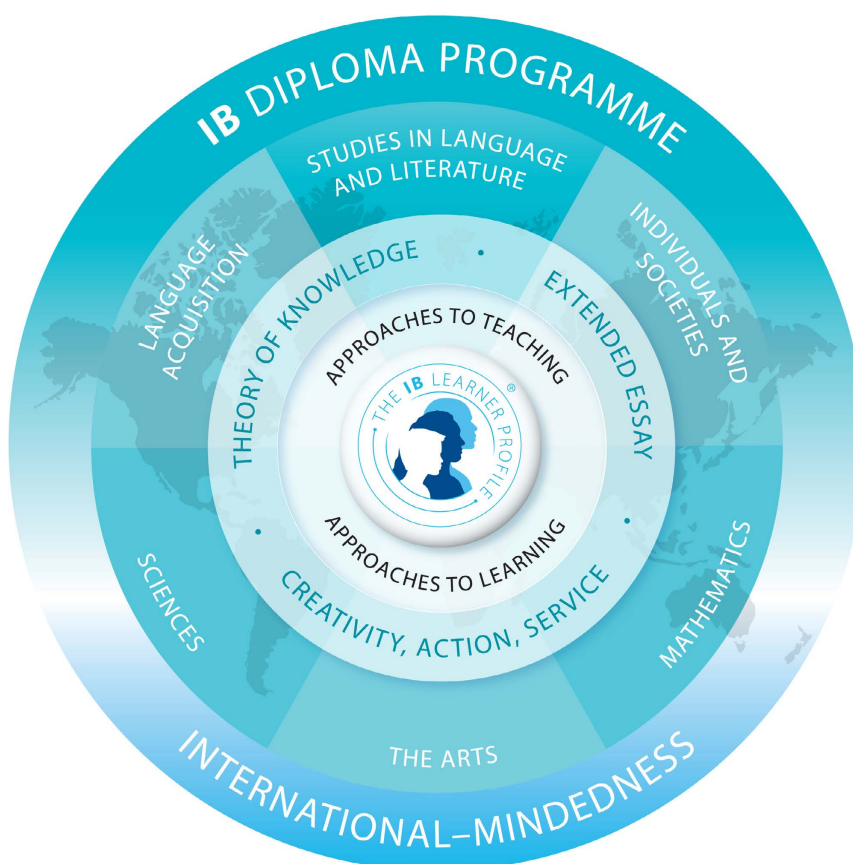 IB DIPLOMA PROGRAMME
STUDIES IN LANGUAGE
AND LITERATURE
LANGUAGE
ACQUISITION
INDIVIDUALS AND
SOCIETIES
THEORY OF KNOWLEDGE
·
EXTENDED ESSAY
APPROACHES TO TEACHING
• THE IB LEARNER PROFILE •
®
APPROACHES TO LEARNING
·
CREATIVITY, ACTION, SERVICE
·
SCIENCES
MATHEMATICS
THE ARTS
INTERNATIONAL–MINDEDNESS